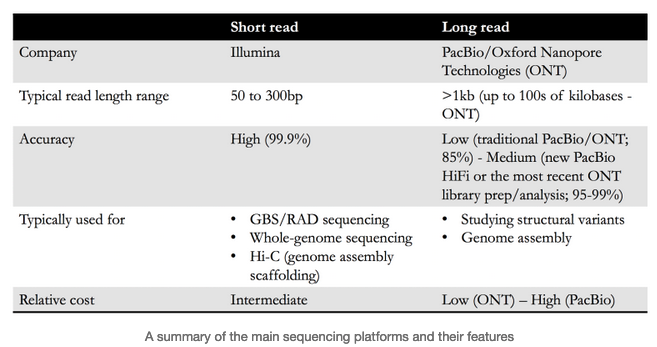 Short read Long read
Company Illumina PacBio/Oxford Nanopore
Technologies (ONT)
Typical read length range 50 to 300bp >1kb (up to 100s of kilobases -
ONT)
Accuracy High (99.9%) Low (traditional PacBio/ONT;
85%) - Medium (new PacBio
HiFi or the most recent ONT
library prep/analysis; 95-99%)
Typically used for • GBS/RAD sequencing • Studying structural variants
• Whole-genome sequencing • Genome assembly
• Hi-C (genome assembly
scaffolding)
Relative cost Intermediate Low (ONT) – High (PacBio)
A summary of the main sequencing platforms and their features